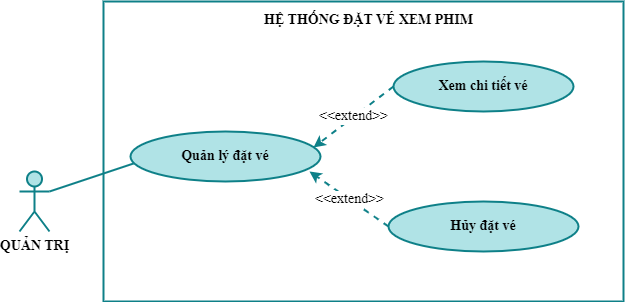 HỆ THỐNG ĐẶT VÉ XEM PHIM
Xem chi tiết vé
<<extend>>
Quản lý đặt vé
<<extend>>
Hủy đặt vé
QUẢN TRỊ